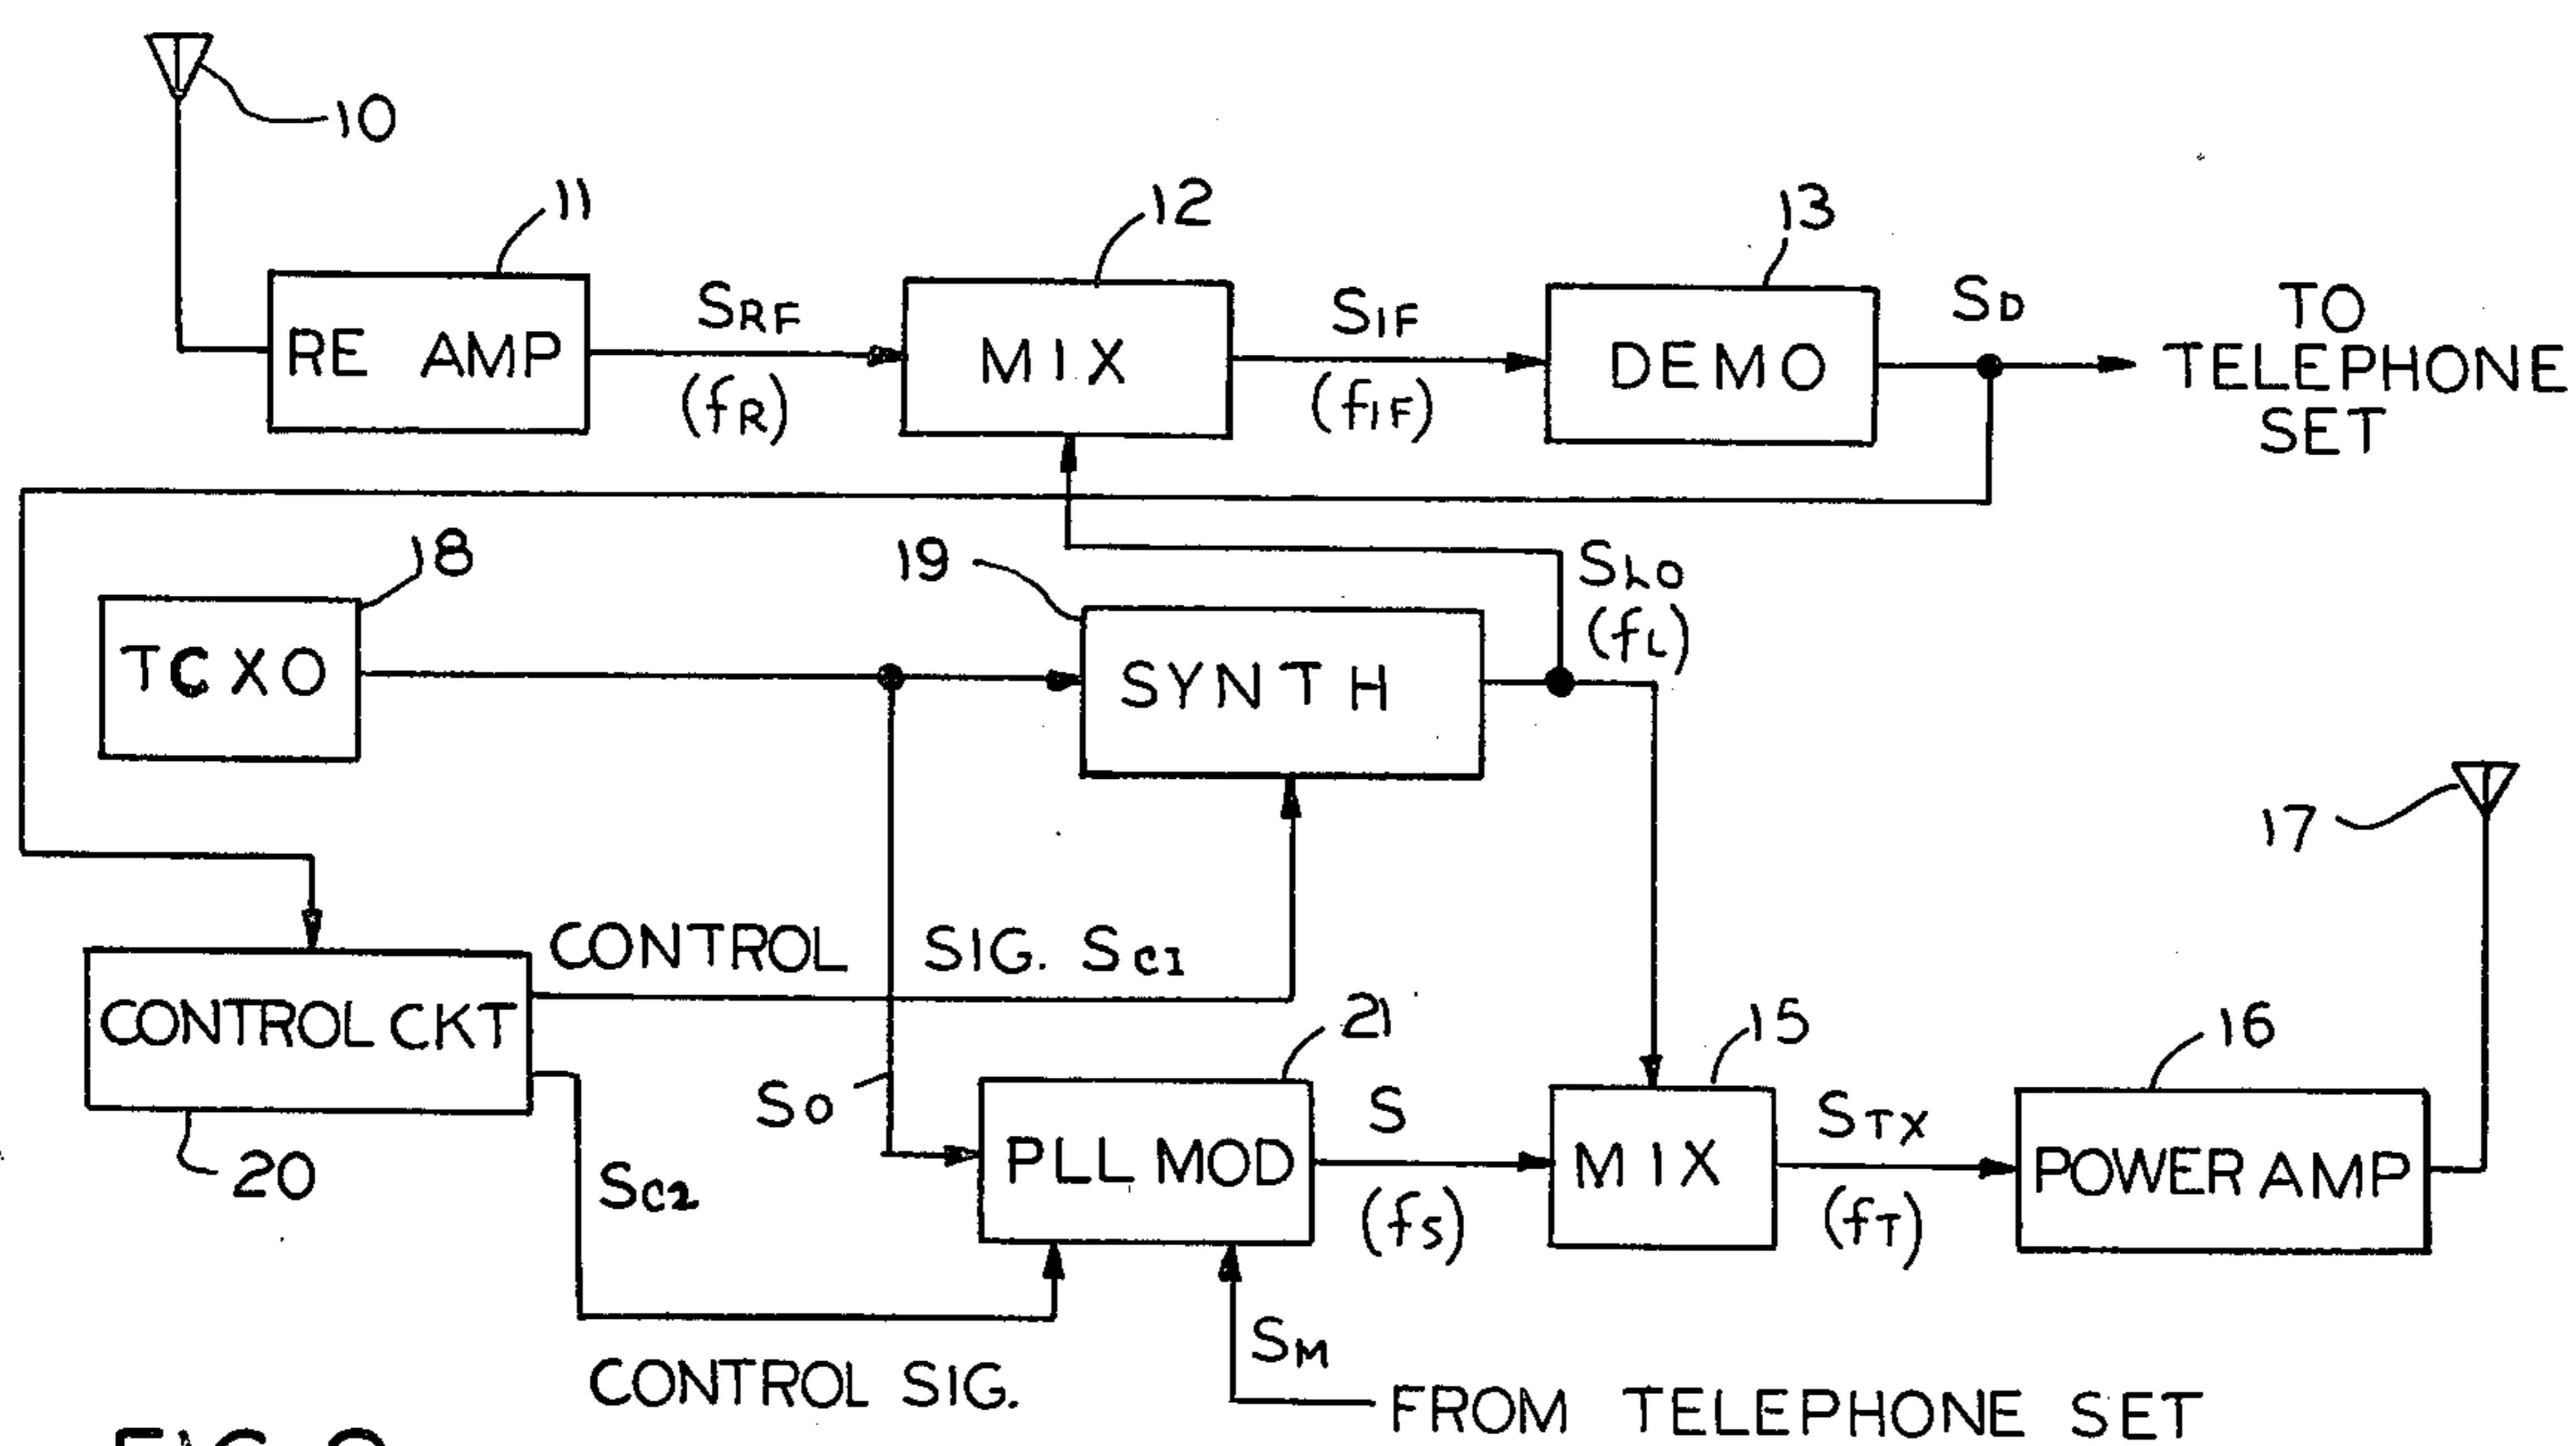 10
11
12
13
RE AMP
SRF
(fR)
MIX
SIF
(fIF)
DEMO
SD
TO
TELEPHONE
SET
18
19
TCXO
SYNTH
SLO
(fL)
17
CONTROL SIG. SC1
CONTROL CKT
20
SO
SC2
21
PLL MOD
S
(fS)
15
MIX
STX
(fT)
16
POWER AMP
CONTROL SIG.
SM
FROM TELEPHONE SET